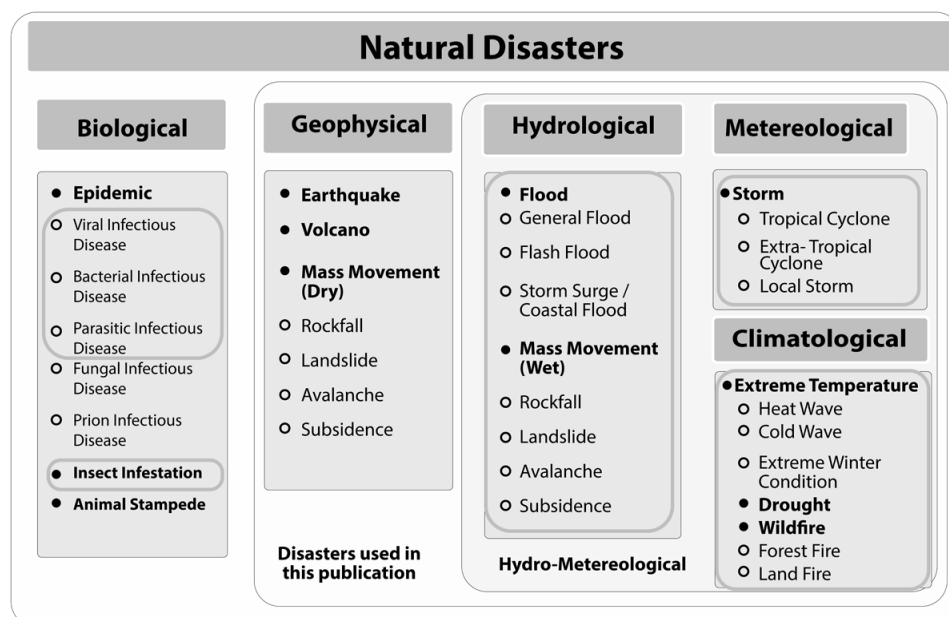 Natural Disasters
Biological
● Epidemic
○ Viral Infectious
Disease
○ Bacterial Infectious
Disease
○ Parasitic Infectious
Disease
○ Fungal Infectious
Disease
○ Prion Infectious
Disease
● Insect Infestation
● Animal Stampede
Geophysical
● Earthquake
● Volcano
● Mass Movement
(Dry)
○ Rockfall
○ Landslide
○ Avalanche
○ Subsidence
Disasters used in
this publication
Hydrological
● Flood
○ General Flood
○ Flash Flood
○ Storm Surge /
Coastal Flood
● Mass Movement
(Wet)
○ Rockfall
○ Landslide
○ Avalanche
○ Subsidence
Hydro-Metereological
Metereological
● Storm
○ Tropical Cyclone
○ Extra- Tropical
Cyclone
○ Local Storm
Climatological
● Extreme Temperature
○ Heat Wave
○ Cold Wave
○ Extreme Winter
Condition
● Drought
● Wildfire
○ Forest Fire
○ Land Fire